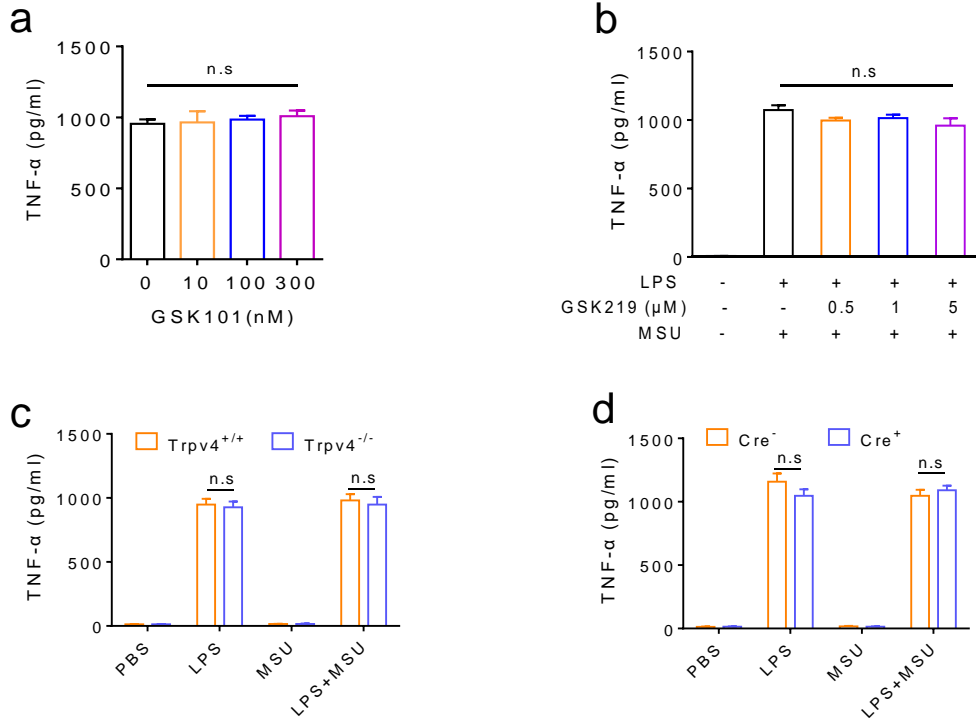 a
1500
n.s
1000
500
0
TNF-α (pg/ml)
0 10 100 300
GSK101(nM)
b
1500
n.s
1000
500
0
TNF-α (pg/ml)
LPS - + + + +
GSK219 (μM) - - 0.5 1 5
MSU - + + + +
c
Trpv4+/+ Trpv4-/-
1500
n.s n.s
1000
500
0
TNF-α (pg/ml)
PBS LPS MSU LPS+MSU
d
Cre- Cre+
1500
n.s n.s
1000
500
0
TNF-α (pg/ml)
PBS LPS MSU LPS+MSU